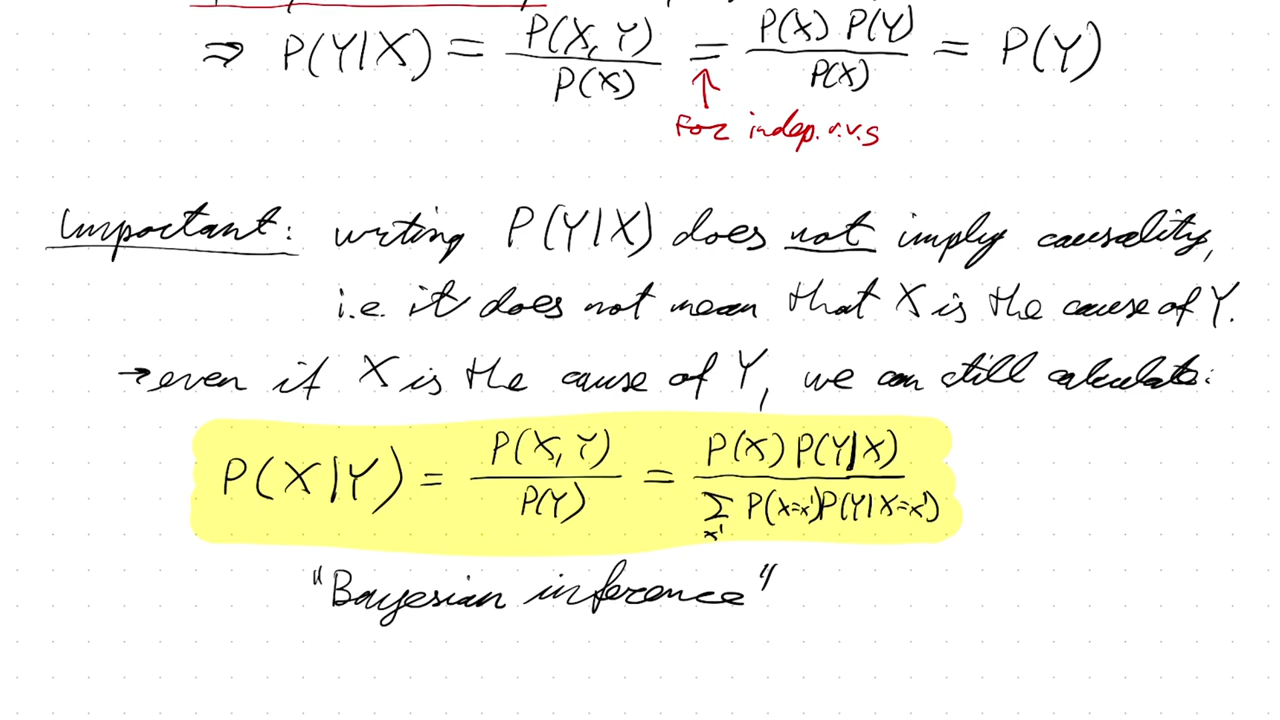 ⇒ P(Y|X) = P(X,Y)/P(X) = P(X) P(Y)/P(X) = P(Y)
↑
For indep. r.v.s
Important: writing P(Y|X) does not imply causality,
i.e. it does not mean that X is the cause of Y.
→ even if X is the cause of Y, we can still calculate:
P(X|Y) = P(X,Y)/P(Y) = P(X) P(Y|X)/∑x' P(X=x')P(Y|X=x')
"Bayesian inference"